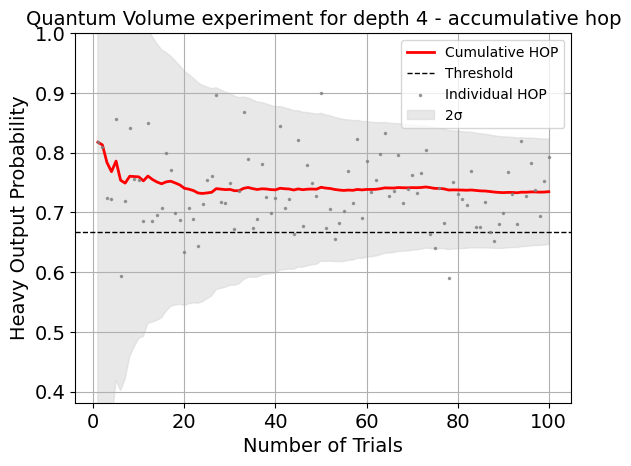 Quantum Volume experiment for depth 4 - accumulative hop
Cumulative HOP
Threshold
Individual HOP
2σ
1.0
0.9
0.8
0.7
0.6
0.5
0.4
Heavy Output Probability
0 20 40 60 80 100
Number of Trials